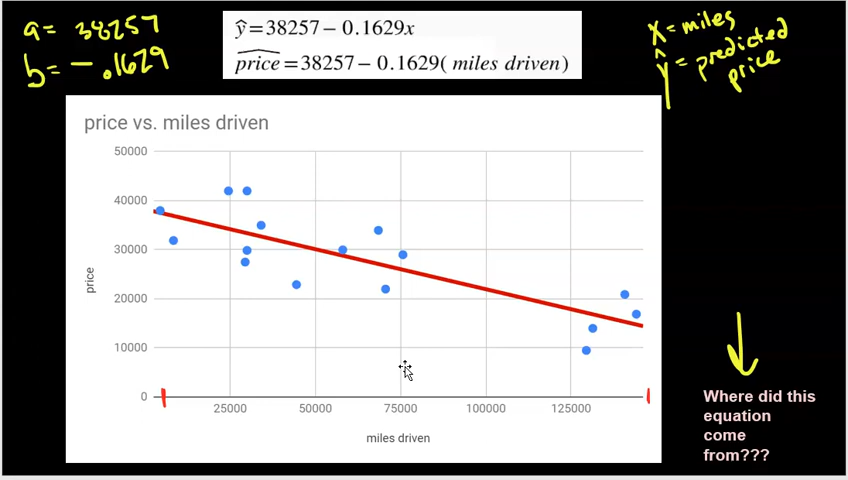 a = 38257
b = - .1629
ŷ = 38257 - 0.1629x
price = 38257 - 0.1629( miles driven)
x = miles
ŷ = predicted
price
price vs. miles driven
50000
40000
30000
20000
10000
0
price
25000
50000
75000
100000
125000
miles driven
Where did this
equation
come
from???